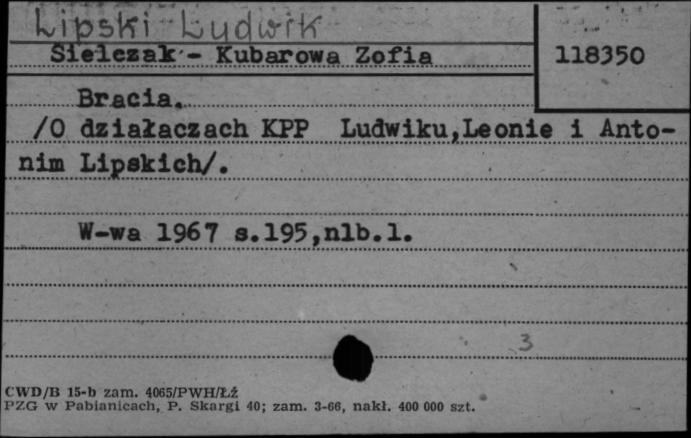 Lipski Ludwik
Sielczak - Kubarowa Zofia
118350
Bracia.
/O działaczach KPP Ludwiku,Leonie i Anto-
nim Lipskich/.
W-wa 1967 s.195,nlb.1.
3
CWD/B 15-b zam. 4065/PWH/Łż
PZG w Pabianicach, P. Skargi 40; zam. 3-66, nakł. 400 000 szt.